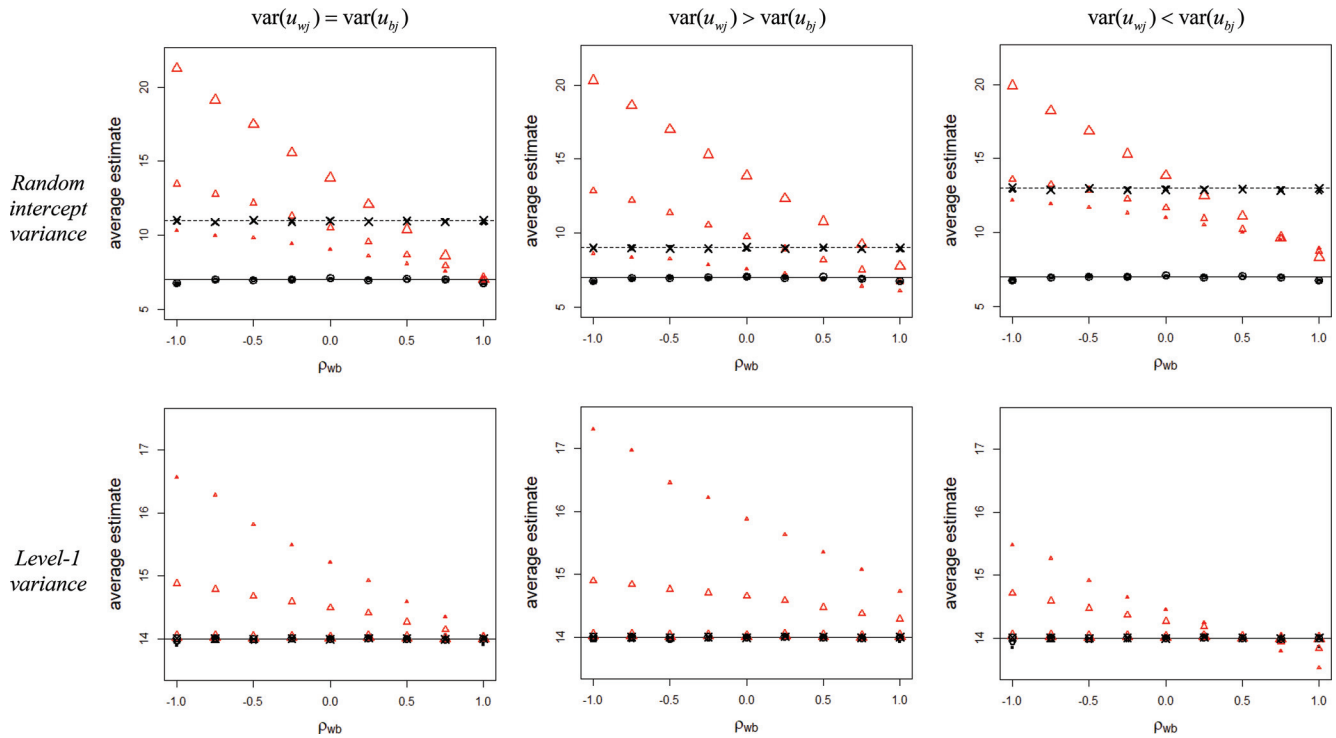 var(u_wj) = var(u_bj)
var(u_wj) > var(u_bj)
var(u_wj) < var(u_bj)
Random
intercept
variance
average estimate
5 10 15 20
-1.0 -0.5 0.0 0.5 1.0
ρwb
average estimate
5 10 15 20
-1.0 -0.5 0.0 0.5 1.0
ρwb
average estimate
5 10 15 20
-1.0 -0.5 0.0 0.5 1.0
ρwb
Level-1
variance
average estimate
14 15 16 17
-1.0 -0.5 0.0 0.5 1.0
ρwb
average estimate
14 15 16 17
-1.0 -0.5 0.0 0.5 1.0
ρwb
average estimate
14 15 16 17
-1.0 -0.5 0.0 0.5 1.0
ρwb